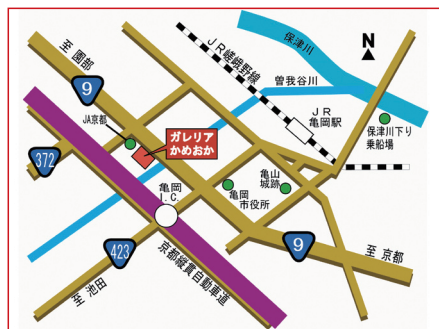 至 園部
9
JR嵯峨野線
保津川
N
曽我谷川
JA京都
ガレリア
かめおか
JR
亀岡駅
保津川下り
乗船場
372
亀岡
I.C.
亀山
城跡
亀岡
市役所
423
至 池田
京都縦貫自動車道
9
至 京都